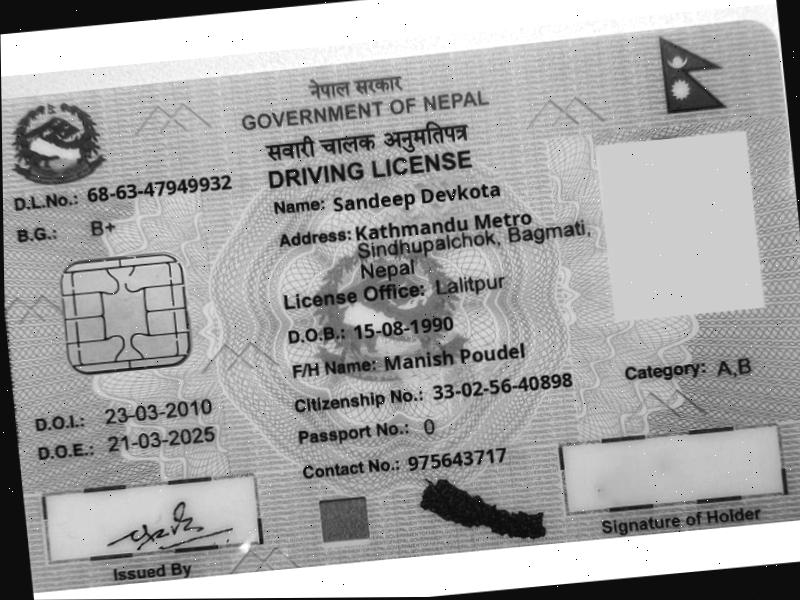 नेपाल सरकार
GOVERNMENT OF NEPAL
सवारी चालक अनुमतिपत्र
DRIVING LICENSE
D.L.No.: 68-63-47949932
B.G.: B+
Name: Sandeep Devkota
Address: Kathmandu Metro
Sindhupalchok, Bagmati,
Nepal
License Office: Lalitpur
D.O.B.: 15-08-1990
F/H Name: Manish Poudel
Citizenship No.: 33-02-56-40898
Category: A,B
Passport No.: 0
Contact No.: 975643717
D.O.I.: 23-03-2010
D.O.E.: 21-03-2025
Issued By
Signature of Holder